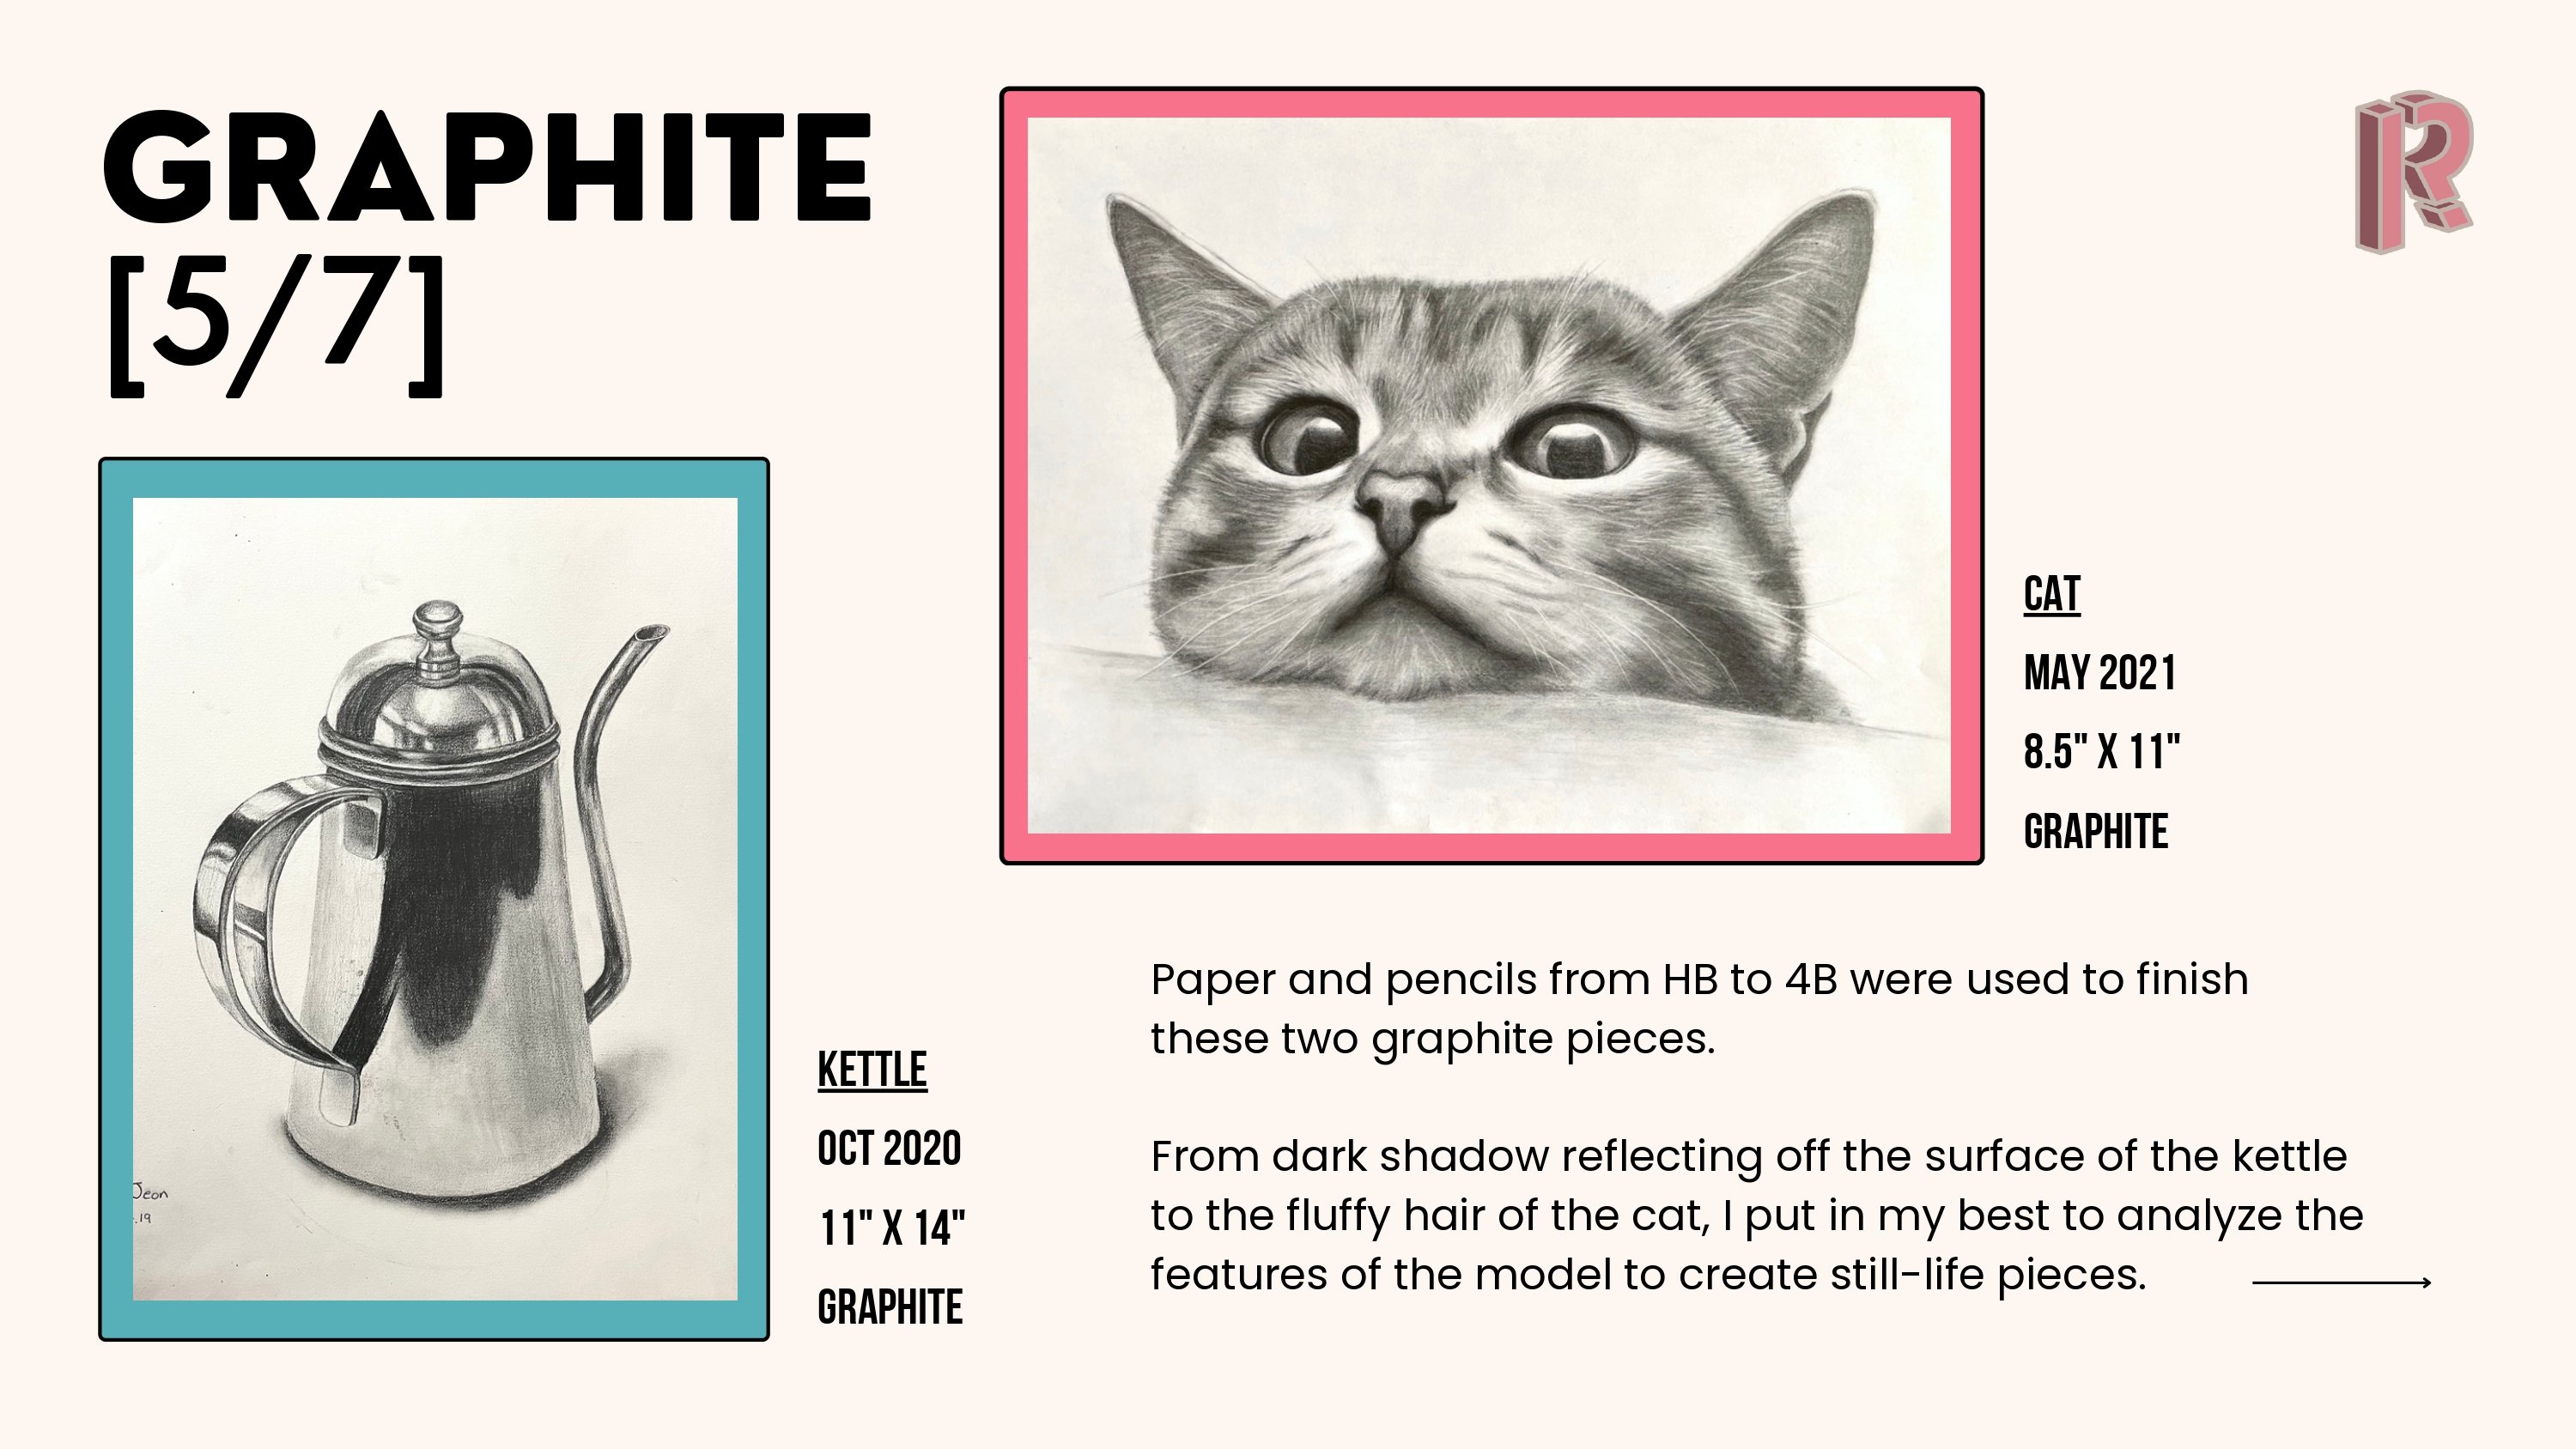 GRAPHITE
[5/7]
CAT
MAY 2021
8.5" X 11"
GRAPHITE
Jeon
.19
KETTLE
OCT 2020
11" X 14"
GRAPHITE
Paper and pencils from HB to 4B were used to finish
these two graphite pieces.
From dark shadow reflecting off the surface of the kettle
to the fluffy hair of the cat, I put in my best to analyze the
features of the model to create still-life pieces.
R